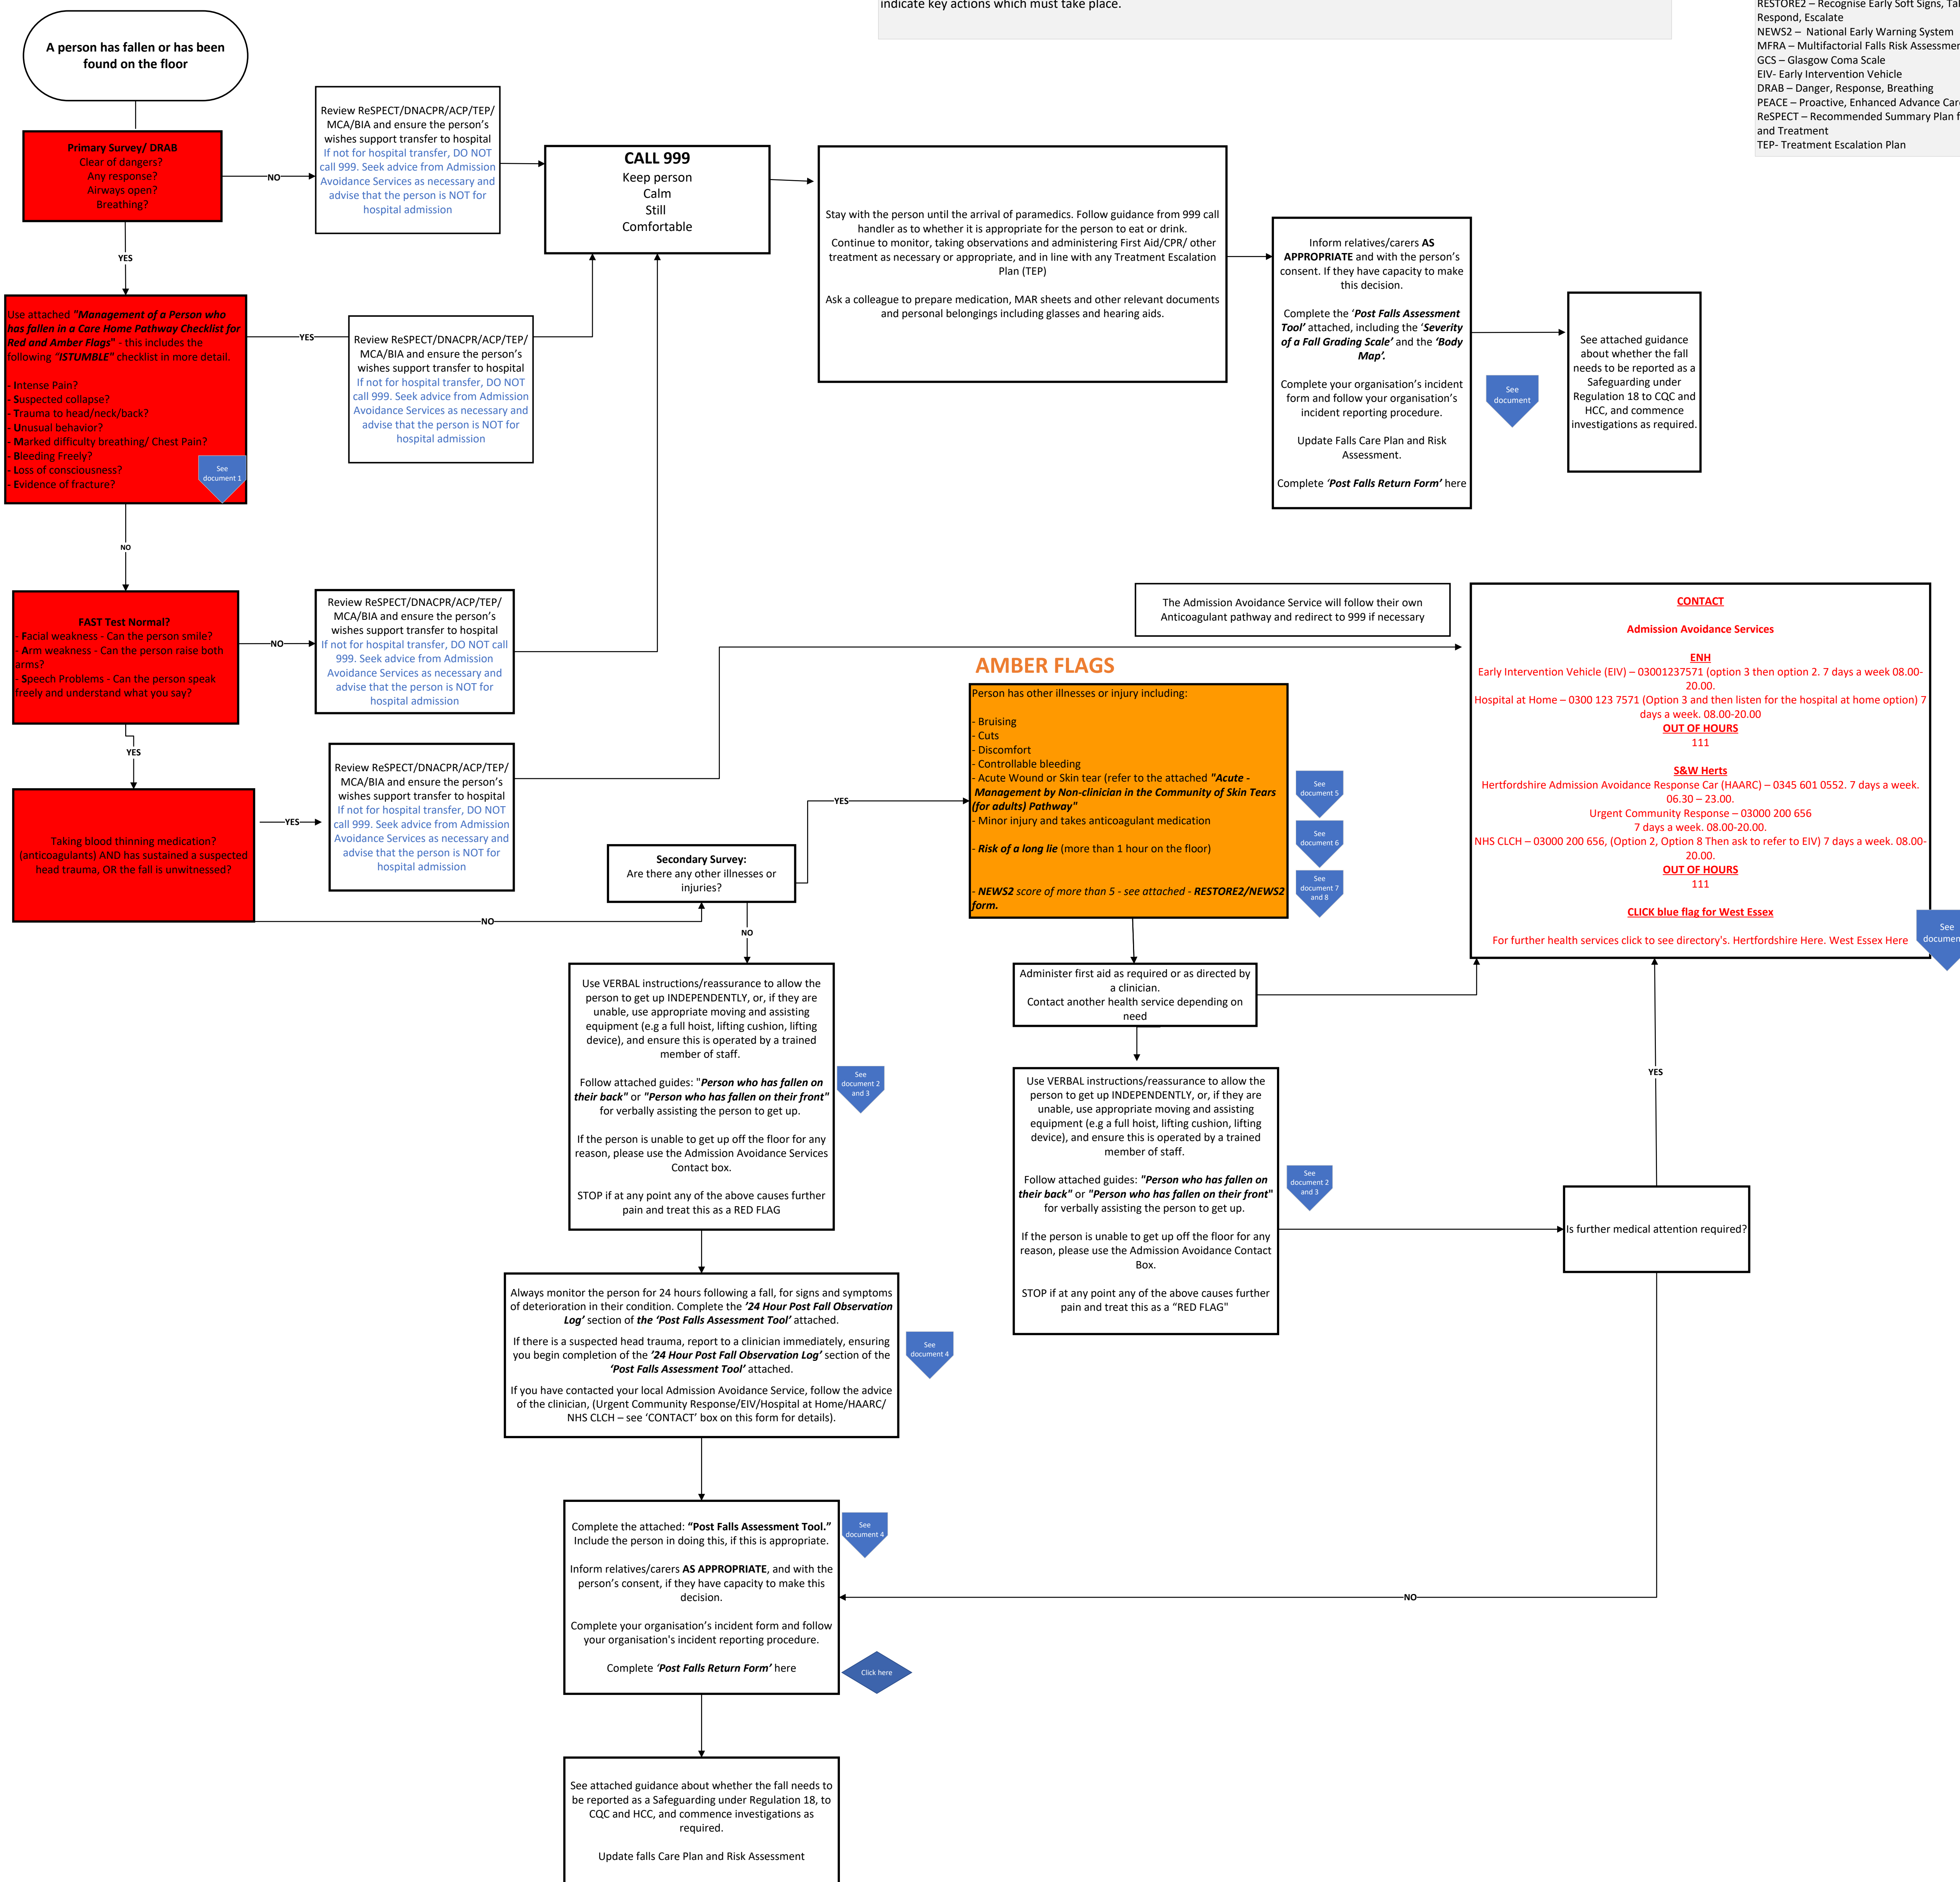 indicate key actions which must take place.
RESTORE2 – Recognise Early Soft Signs, Tal
Respond, Escalate
NEWS2 – National Early Warning System
MFRA – Multifactorial Falls Risk Assessmen
GCS – Glasgow Coma Scale
EIV- Early Intervention Vehicle
DRAB – Danger, Response, Breathing
PEACE – Proactive, Enhanced Advance Car
ReSPECT – Recommended Summary Plan f
and Treatment
TEP- Treatment Escalation Plan
A person has fallen or has been
found on the floor
Primary Survey/ DRAB
Clear of dangers?
Any response?
Airways open?
Breathing?
NO
Review ReSPECT/DNACPR/ACP/TEP/
MCA/BIA and ensure the person's
wishes support transfer to hospital
If not for hospital transfer, DO NOT
call 999. Seek advice from Admission
Avoidance Services as necessary and
advise that the person is NOT for
hospital admission
CALL 999
Keep person
Calm
Still
Comfortable
Stay with the person until the arrival of paramedics. Follow guidance from 999 call
handler as to whether it is appropriate for the person to eat or drink.
Continue to monitor, taking observations and administering First Aid/CPR/ other
treatment as necessary or appropriate, and in line with any Treatment Escalation
Plan (TEP)
Ask a colleague to prepare medication, MAR sheets and other relevant documents
and personal belongings including glasses and hearing aids.
Inform relatives/carers AS
APPROPRIATE and with the person's
consent. If they have capacity to make
this decision.
Complete the 'Post Falls Assessment
Tool' attached, including the 'Severity
of a Fall Grading Scale' and the 'Body
Map'.
Complete your organisation's incident
form and follow your organisation's
incident reporting procedure.
Update Falls Care Plan and Risk
Assessment.
Complete 'Post Falls Return Form' here
See
document
See attached guidance
about whether the fall
needs to be reported as a
Safeguarding under
Regulation 18 to CQC and
HCC, and commence
investigations as required.
YES
Use attached "Management of a Person who
has fallen in a Care Home Pathway Checklist for
Red and Amber Flags" - this includes the
following "ISTUMBLE" checklist in more detail.
- Intense Pain?
- Suspected collapse?
- Trauma to head/neck/back?
- Unusual behavior?
- Marked difficulty breathing/ Chest Pain?
- Bleeding Freely?
- Loss of consciousness?
- Evidence of fracture?
See
document 1
YES
Review ReSPECT/DNACPR/ACP/TEP/
MCA/BIA and ensure the person's
wishes support transfer to hospital
If not for hospital transfer, DO NOT
call 999. Seek advice from Admission
Avoidance Services as necessary and
advise that the person is NOT for
hospital admission
NO
FAST Test Normal?
- Facial weakness - Can the person smile?
- Arm weakness - Can the person raise both
arms?
- Speech Problems - Can the person speak
freely and understand what you say?
NO
Review ReSPECT/DNACPR/ACP/TEP/
MCA/BIA and ensure the person's
wishes support transfer to hospital
If not for hospital transfer, DO NOT call
999. Seek advice from Admission
Avoidance Services as necessary and
advise that the person is NOT for
hospital admission
YES
Taking blood thinning medication?
(anticoagulants) AND has sustained a suspected
head trauma, OR the fall is unwitnessed?
YES
Review ReSPECT/DNACPR/ACP/TEP/
MCA/BIA and ensure the person's
wishes support transfer to hospital
If not for hospital transfer, DO NOT
call 999. Seek advice from Admission
Avoidance Services as necessary and
advise that the person is NOT for
hospital admission
NO
The Admission Avoidance Service will follow their own
Anticoagulant pathway and redirect to 999 if necessary
CONTACT
Admission Avoidance Services
ENH
Early Intervention Vehicle (EIV) – 03001237571 (option 3 then option 2. 7 days a week 08.00-
20.00.
Hospital at Home – 0300 123 7571 (Option 3 and then listen for the hospital at home option) 7
days a week. 08.00-20.00
OUT OF HOURS
111
S&W Herts
Hertfordshire Admission Avoidance Response Car (HAARC) – 0345 601 0552. 7 days a week.
06.30 – 23.00.
Urgent Community Response – 03000 200 656
7 days a week. 08.00-20.00.
NHS CLCH – 03000 200 656, (Option 2, Option 8 Then ask to refer to EIV) 7 days a week. 08.00-
20.00.
OUT OF HOURS
111
CLICK blue flag for West Essex
For further health services click to see directory's. Hertfordshire Here. West Essex Here
See
documen
Secondary Survey:
Are there any other illnesses or
injuries?
YES
AMBER FLAGS
Person has other illnesses or injury including:
- Bruising
- Cuts
- Discomfort
- Controllable bleeding
- Acute Wound or Skin tear (refer to the attached "Acute -
Management by Non-clinician in the Community of Skin Tears
(for adults) Pathway"
- Minor injury and takes anticoagulant medication
- Risk of a long lie (more than 1 hour on the floor)
- NEWS2 score of more than 5 - see attached - RESTORE2/NEWS2
form.
See
document 5
See
document 6
See
document 7
and 8
NO
Use VERBAL instructions/reassurance to allow the
person to get up INDEPENDENTLY, or, if they are
unable, use appropriate moving and assisting
equipment (e.g a full hoist, lifting cushion, lifting
device), and ensure this is operated by a trained
member of staff.
Follow attached guides: "Person who has fallen on
their back" or "Person who has fallen on their front"
for verbally assisting the person to get up.
If the person is unable to get up off the floor for any
reason, please use the Admission Avoidance Services
Contact box.
STOP if at any point any of the above causes further
pain and treat this as a RED FLAG
See
document 2
and 3
Administer first aid as required or as directed by
a clinician.
Contact another health service depending on
need
Use VERBAL instructions/reassurance to allow the
person to get up INDEPENDENTLY, or, if they are
unable, use appropriate moving and assisting
equipment (e.g a full hoist, lifting cushion, lifting
device), and ensure this is operated by a trained
member of staff.
Follow attached guides: "Person who has fallen on
their back" or "Person who has fallen on their front"
for verbally assisting the person to get up.
If the person is unable to get up off the floor for any
reason, please use the Admission Avoidance Contact
Box.
STOP if at any point any of the above causes further
pain and treat this as a "RED FLAG"
See
document 2
and 3
YES
Is further medical attention required?
NO
Always monitor the person for 24 hours following a fall, for signs and symptoms
of deterioration in their condition. Complete the '24 Hour Post Fall Observation
Log' section of the 'Post Falls Assessment Tool' attached.
If there is a suspected head trauma, report to a clinician immediately, ensuring
you begin completion of the '24 Hour Post Fall Observation Log' section of the
'Post Falls Assessment Tool' attached.
If you have contacted your local Admission Avoidance Service, follow the advice
of the clinician, (Urgent Community Response/EIV/Hospital at Home/HAARC/
NHS CLCH – see 'CONTACT' box on this form for details).
See
document 4
Complete the attached: "Post Falls Assessment Tool."
Include the person in doing this, if this is appropriate.
Inform relatives/carers AS APPROPRIATE, and with the
person's consent, if they have capacity to make this
decision.
Complete your organisation's incident form and follow
your organisation's incident reporting procedure.
Complete 'Post Falls Return Form' here
See
document 4
Click here
See attached guidance about whether the fall needs to
be reported as a Safeguarding under Regulation 18, to
CQC and HCC, and commence investigations as
required.
Update falls Care Plan and Risk Assessment